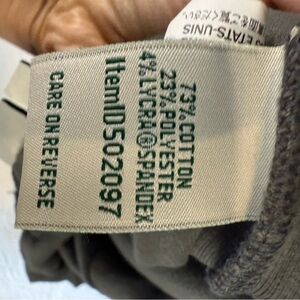 73% COTTON
23% POLYESTER
4% LYCRA® SPANDEX
ItemID502097
CARE ON REVERSE
ETATS-UNIS